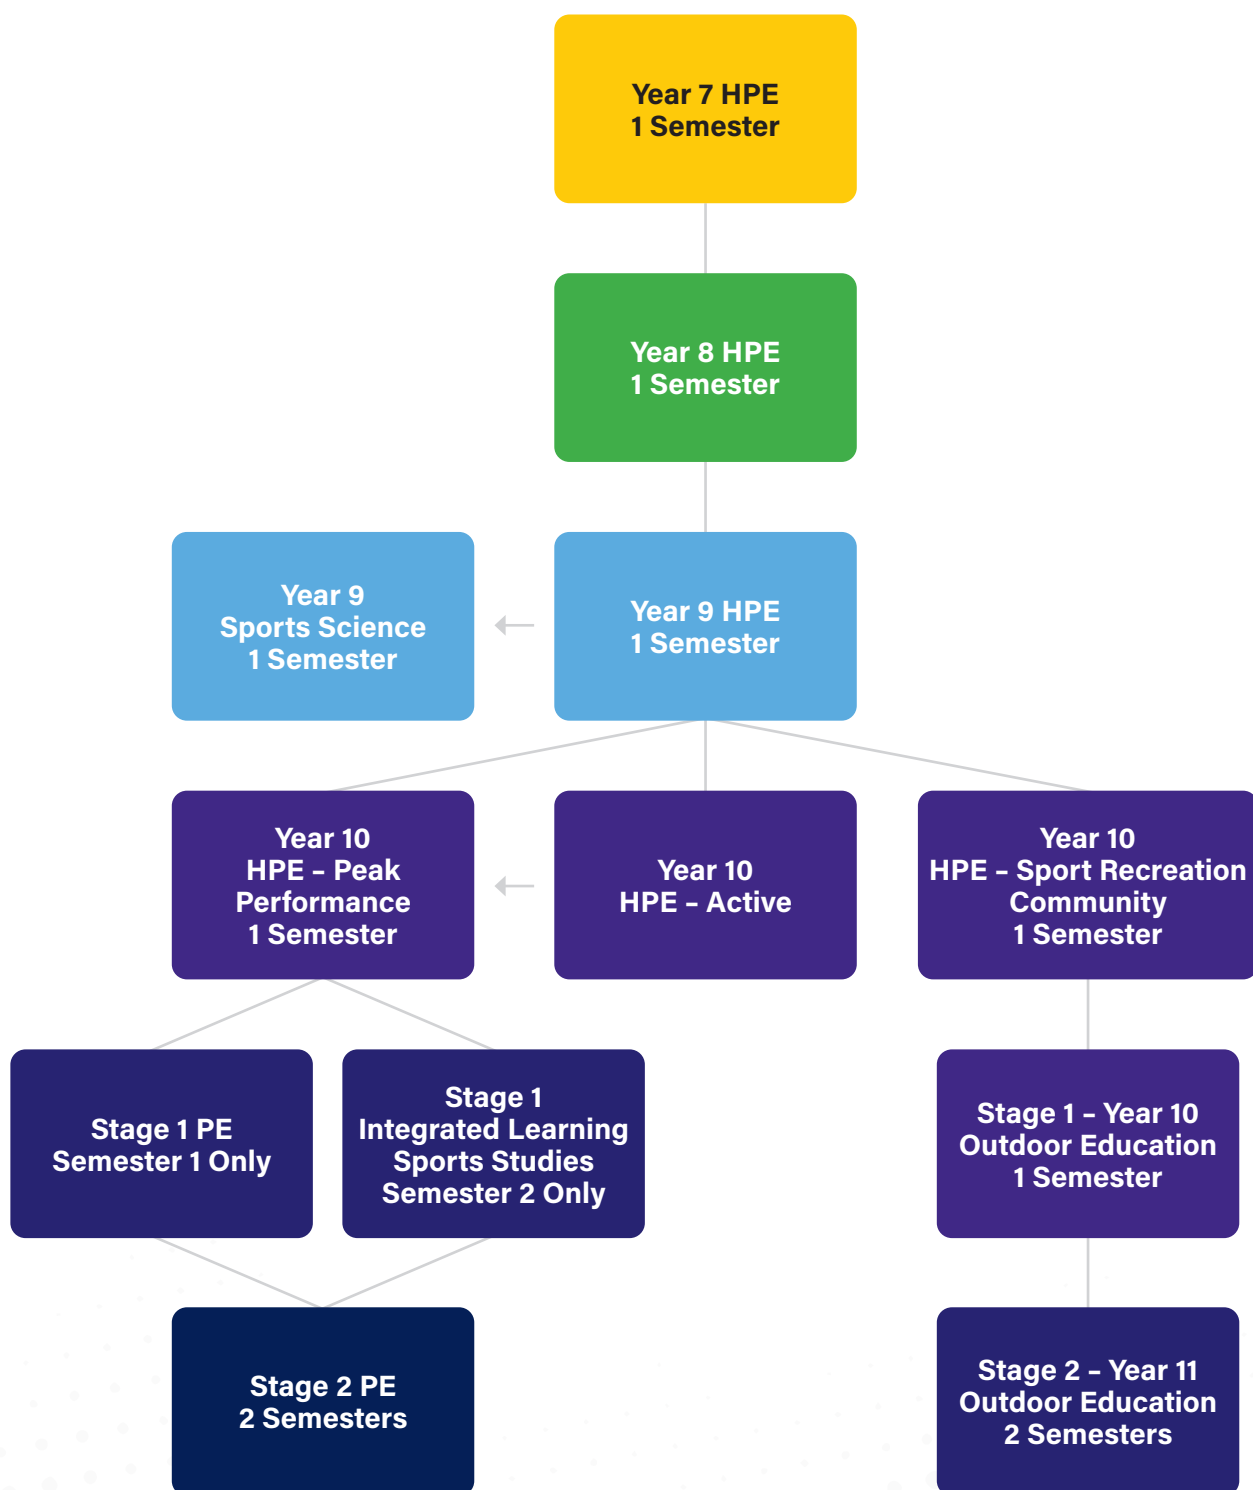 Year 7 HPE
1 Semester
Year 8 HPE
1 Semester
Year 9
Sports Science
1 Semester
Year 9 HPE
1 Semester
Year 10
HPE – Peak
Performance
1 Semester
Year 10
HPE – Active
Year 10
HPE – Sport Recreation
Community
1 Semester
Stage 1 PE
Semester 1 Only
Stage 1
Integrated Learning
Sports Studies
Semester 2 Only
Stage 1 – Year 10
Outdoor Education
1 Semester
Stage 2 PE
2 Semesters
Stage 2 – Year 11
Outdoor Education
2 Semesters